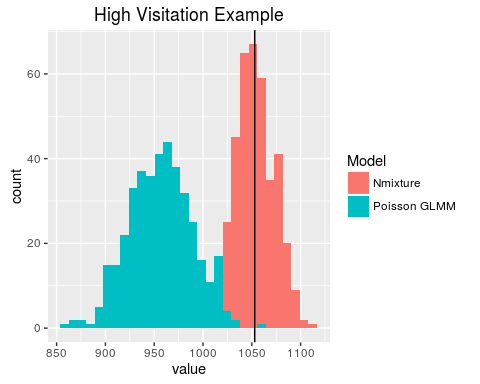 High Visitation Example
60
40
20
0
count
850 900 950 1000 1050 1100
value
Model
Nmixture
Poisson GLMM